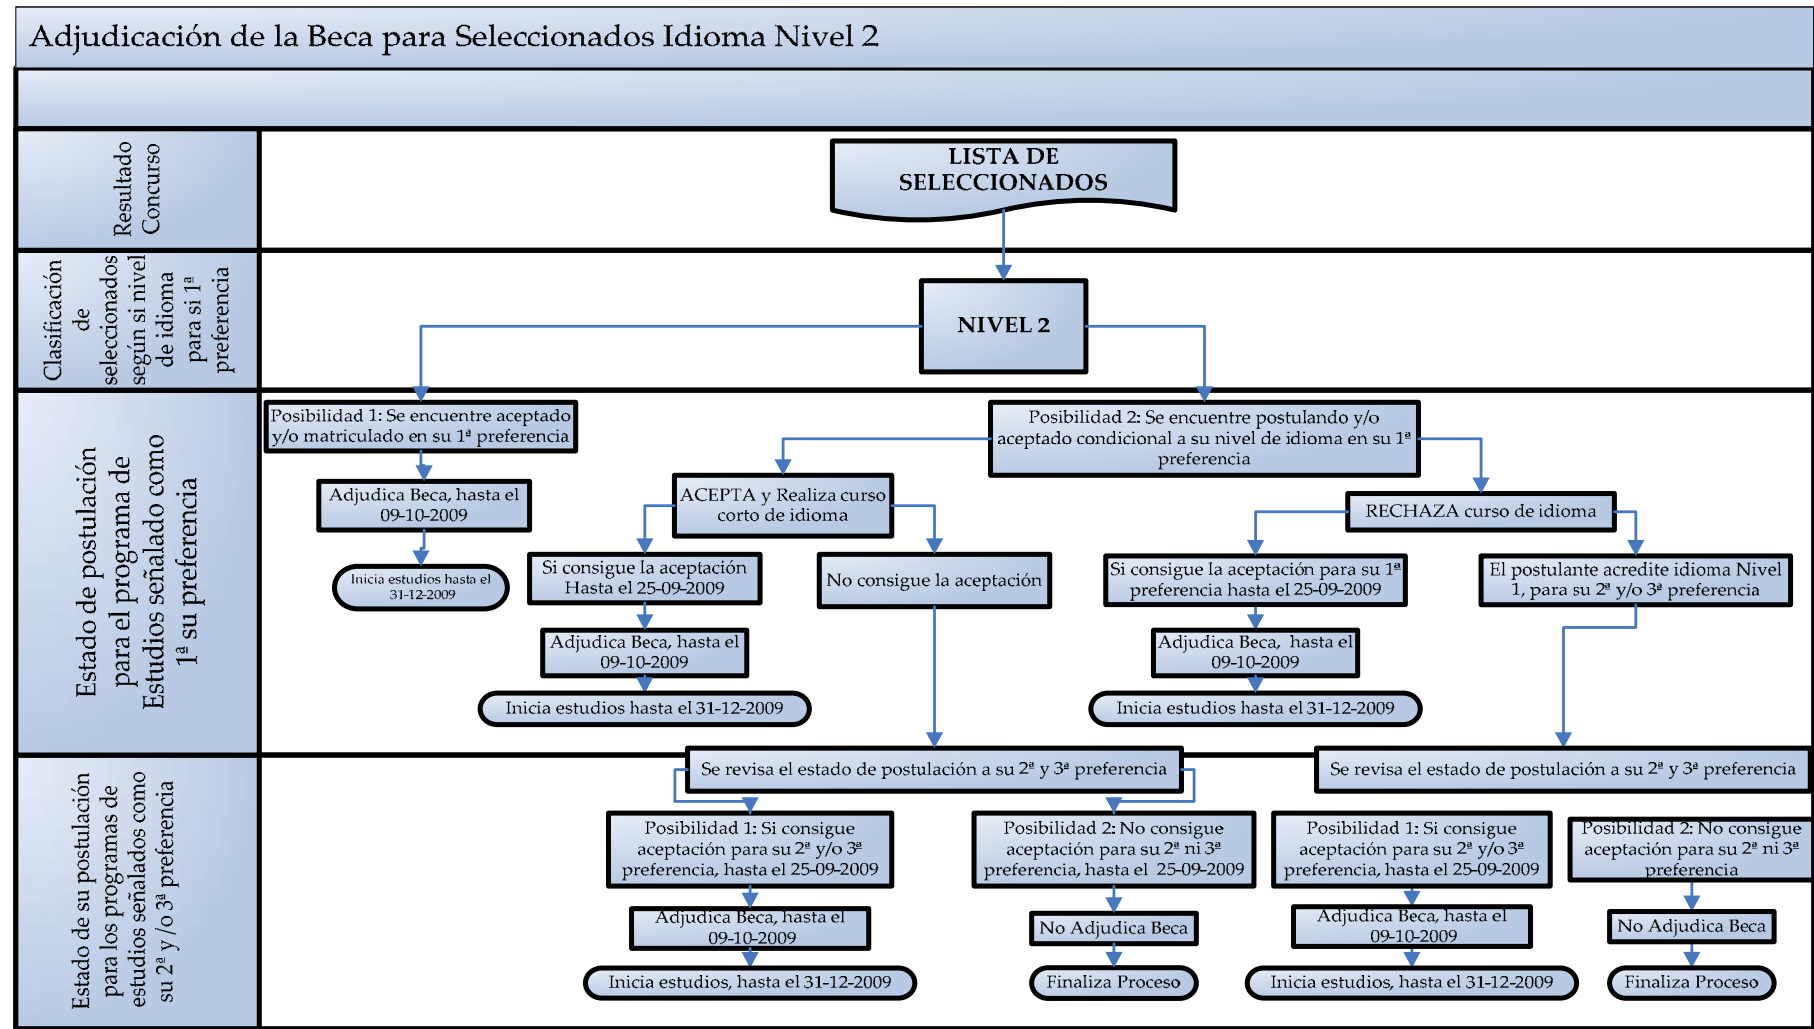 Adjudicación de la Beca para Seleccionados Idioma Nivel 2
Resultado
Concurso
LISTA DE
SELECCIONADOS
Clasificación
de
seleccionados
según si nivel
de idioma
para si 1ª
preferencia
NIVEL 2
Estado de postulación
para el programa de
Estudios señalado como
1ª su preferencia
Posibilidad 1: Se encuentre aceptado
y/o matriculado en su 1ª preferencia
Adjudica Beca, hasta el
09-10-2009
Inicia estudios hasta el
31-12-2009
Posibilidad 2: Se encuentre postulando y/o
aceptado condicional a su nivel de idioma en su 1ª
preferencia
ACEPTA y Realiza curso
corto de idioma
RECHAZA curso de idioma
Si consigue la aceptación
Hasta el 25-09-2009
No consigue la aceptación
Si consigue la aceptación para su 1ª
preferencia hasta el 25-09-2009
El postulante acredite idioma Nivel
1, para su 2ª y/o 3ª preferencia
Adjudica Beca, hasta el
09-10-2009
Adjudica Beca, hasta el
09-10-2009
Inicia estudios hasta el 31-12-2009
Inicia estudios hasta el 31-12-2009
Estado de su postulación
para los programas de
estudios señalados como
su 2ª y /o 3ª preferencia
Se revisa el estado de postulación a su 2ª y 3ª preferencia
Se revisa el estado de postulación a su 2ª y 3ª preferencia
Posibilidad 1: Si consigue
aceptación para su 2ª y/o 3ª
preferencia, hasta el 25-09-2009
Posibilidad 2: No consigue
aceptación para su 2ª ni 3ª
preferencia, hasta el 25-09-2009
Posibilidad 1: Si consigue
aceptación para su 2ª y/o 3ª
preferencia, hasta el 25-09-2009
Posibilidad 2: No consigue
aceptación para su 2ª ni 3ª
preferencia
Adjudica Beca, hasta el
09-10-2009
No Adjudica Beca
Adjudica Beca, hasta el
09-10-2009
No Adjudica Beca
Inicia estudios, hasta el 31-12-2009
Finaliza Proceso
Inicia estudios, hasta el 31-12-2009
Finaliza Proceso